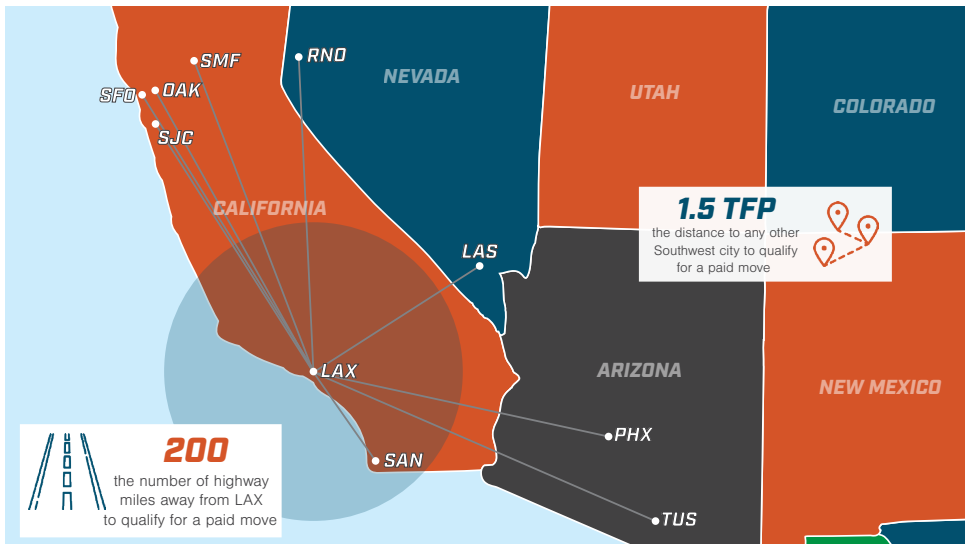 SMF
RNO
NEVADA
UTAH
COLORADO
SFO
OAK
SJC
CALIFORNIA
1.5 TFP
the distance to any other
Southwest city to qualify
for a paid move
LAS
LAX
ARIZONA
NEW MEXICO
PHX
SAN
TUS
200
the number of highway
miles away from LAX
to qualify for a paid move